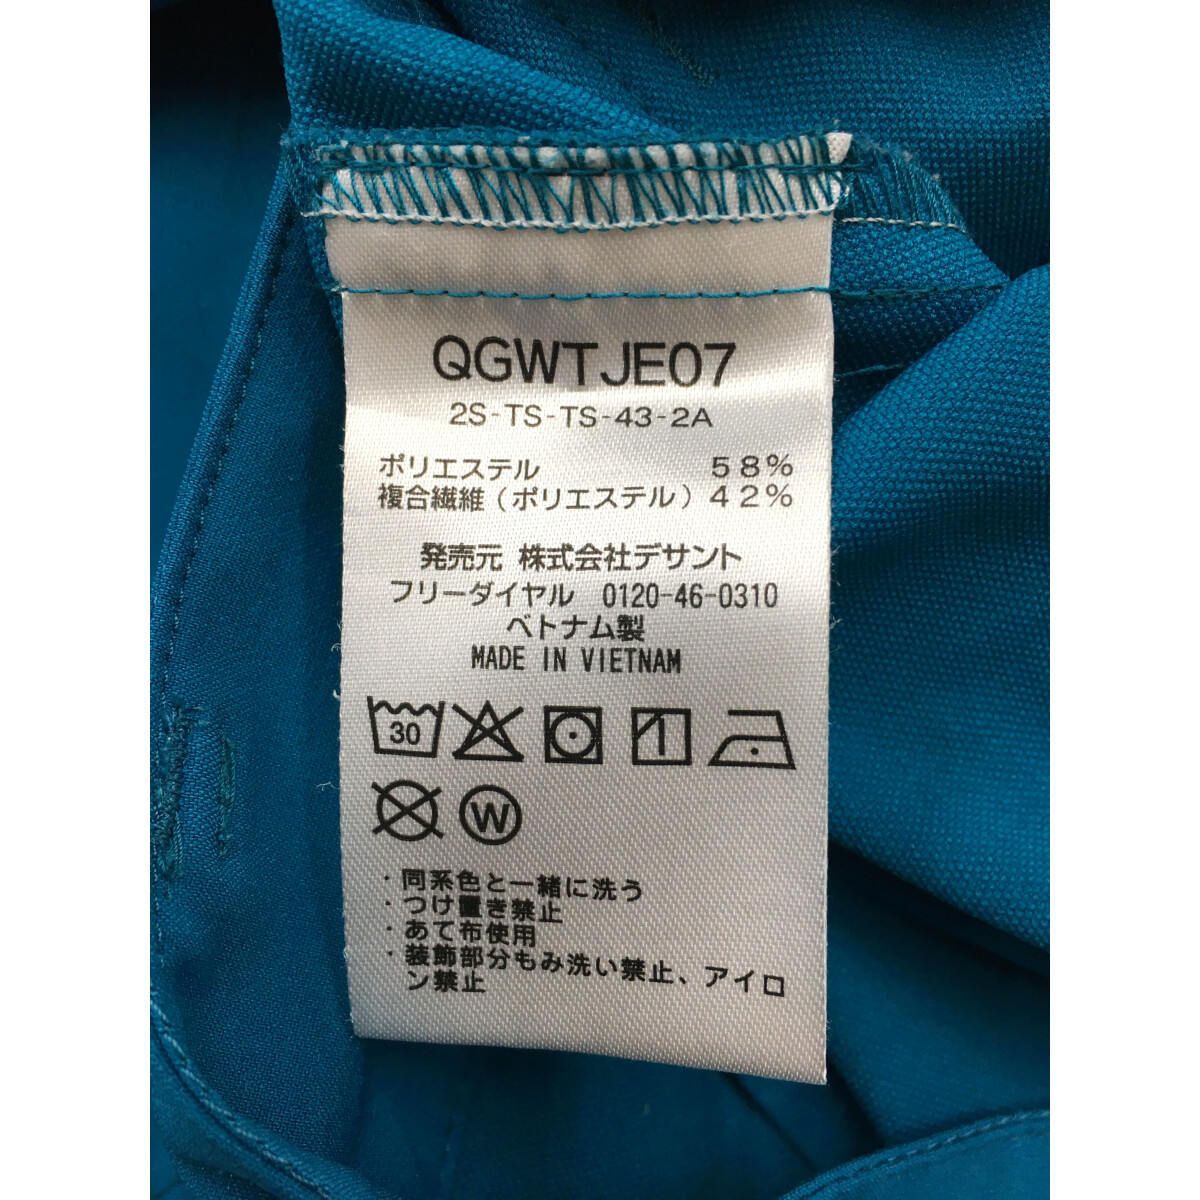 QGWTJE07
2S-TS-TS-43-2A
ポリエステル 58%
複合繊維(ポリエステル)42%
発売元 株式会社デサント
フリーダイヤル 0120-46-0310
ベトナム製
MADE IN VIETNAM
30
W
・同系色と一緒に洗う
・つけ置き禁止
・あて布使用
・装飾部分もみ洗い禁止、アイロ
ン禁止